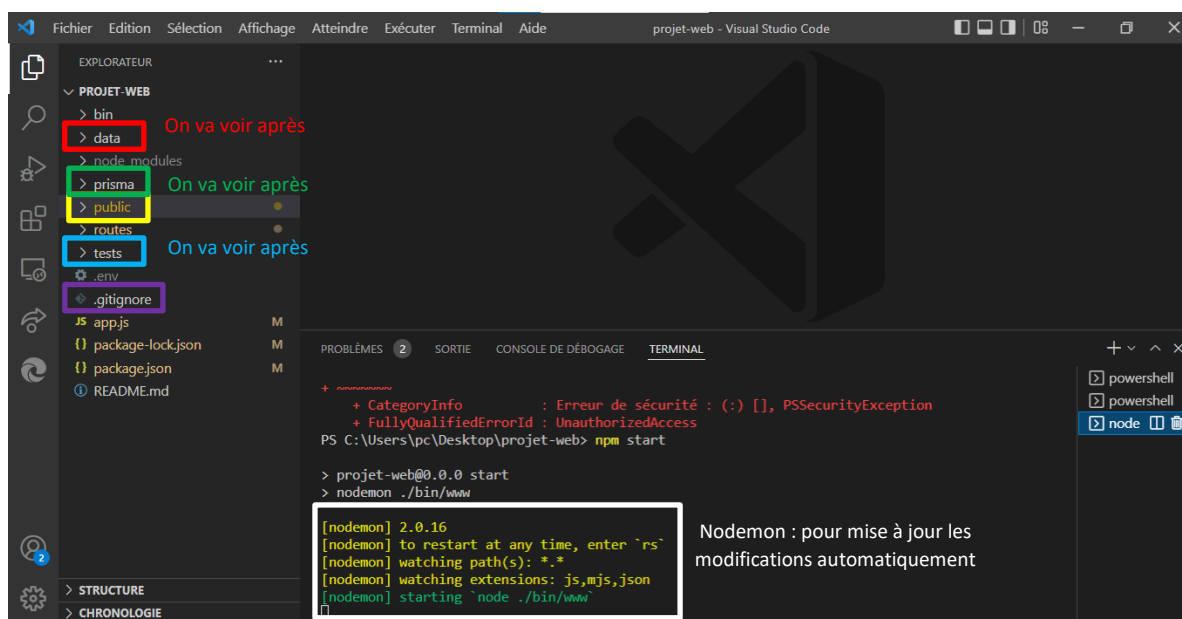 Fichier Edition Sélection Affichage Atteindre Exécuter Terminal Aide projet-web - Visual Studio Code
EXPLORATEUR
PROJET-WEB
> bin
> data
On va voir après
> node_modules
> prisma
On va voir après
> public
> routes
> tests
On va voir après
.env
.gitignore
JS app.js M
{} package-lock.json M
{} package.json M
README.md
> STRUCTURE
> CHRONOLOGIE
2
PROBLÈMES 2 SORTIE CONSOLE DE DÉBOGAGE TERMINAL
+ ~~~~~~~
+ CategoryInfo : Erreur de sécurité : (:) [], PSSecurityException
+ FullyQualifiedErrorId : UnauthorizedAccess
PS C:\Users\pc\Desktop\projet-web> npm start
> projet-web@0.0.0 start
> nodemon ./bin/www
[nodemon] 2.0.16
[nodemon] to restart at any time, enter `rs`
[nodemon] watching path(s): *.*
[nodemon] watching extensions: js,mjs,json
[nodemon] starting `node ./bin/www`
Nodemon : pour mise à jour les
modifications automatiquement
powershell
powershell
node